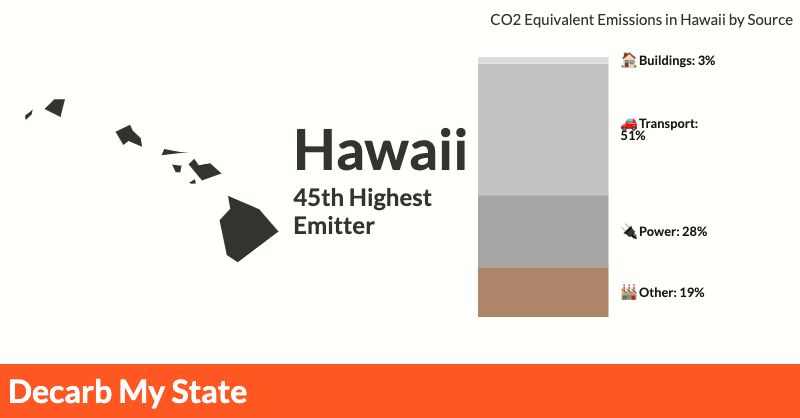 CO2 Equivalent Emissions in Hawaii by Source
Hawaii
45th Highest
Emitter
Buildings: 3%
Transport:
51%
Power: 28%
Other: 19%
Decarb My State